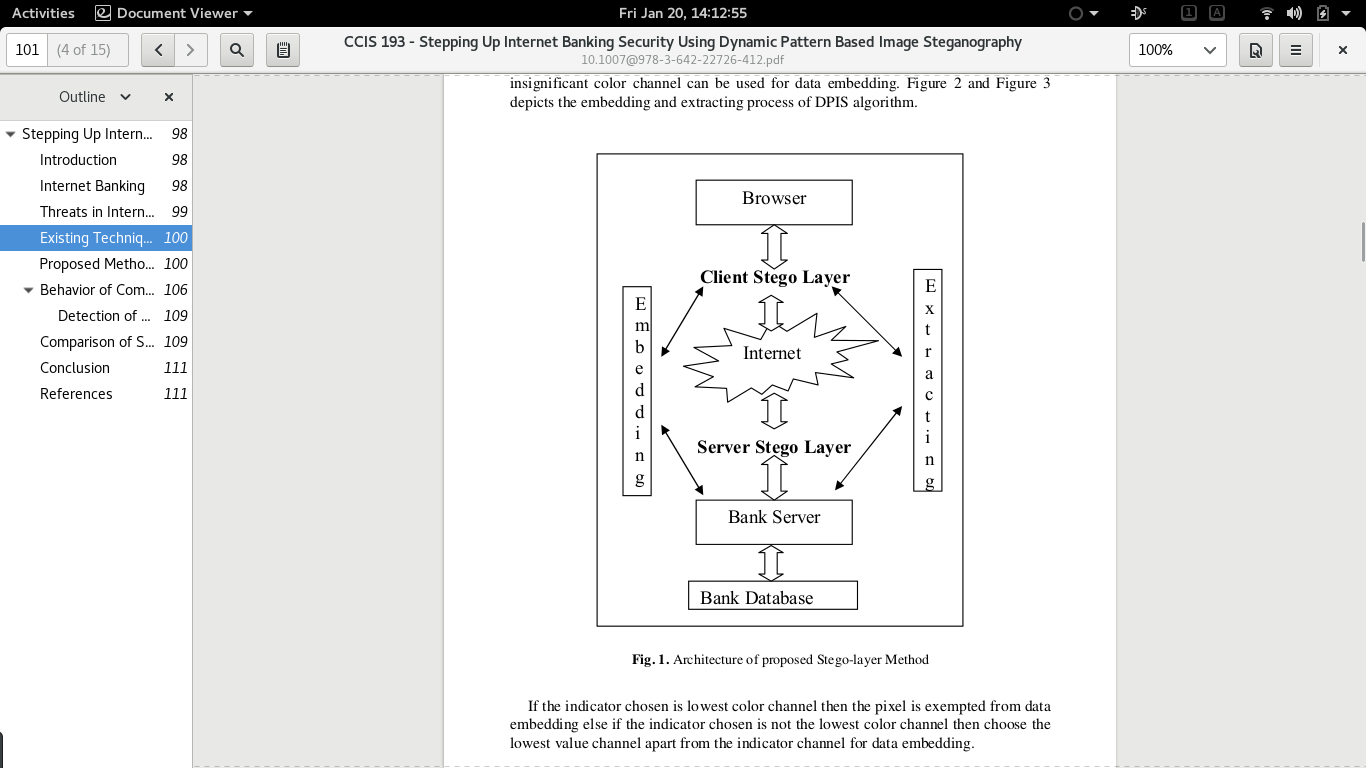 Activities Document Viewer Fri Jan 20, 14:12:55 1 A
101 (4 of 15) CCIS 193 - Stepping Up Internet Banking Security Using Dynamic Pattern Based Image Steganography 100%
10.1007@978-3-642-22726-412.pdf
Outline
Stepping Up Intern... 98
Introduction 98
Internet Banking 98
Threats in Intern... 99
Existing Techniq... 100
Proposed Metho... 100
Behavior of Com... 106
Detection of ... 109
Comparison of S... 109
Conclusion 111
References 111
insignificant color channel can be used for data embedding. Figure 2 and Figure 3
depicts the embedding and extracting process of DPIS algorithm.
Browser
Client Stego Layer
Embedding
Extracting
Internet
Server Stego Layer
Bank Server
Bank Database
Fig. 1. Architecture of proposed Stego-layer Method
If the indicator chosen is lowest color channel then the pixel is exempted from data
embedding else if the indicator chosen is not the lowest color channel then choose the
lowest value channel apart from the indicator channel for data embedding.